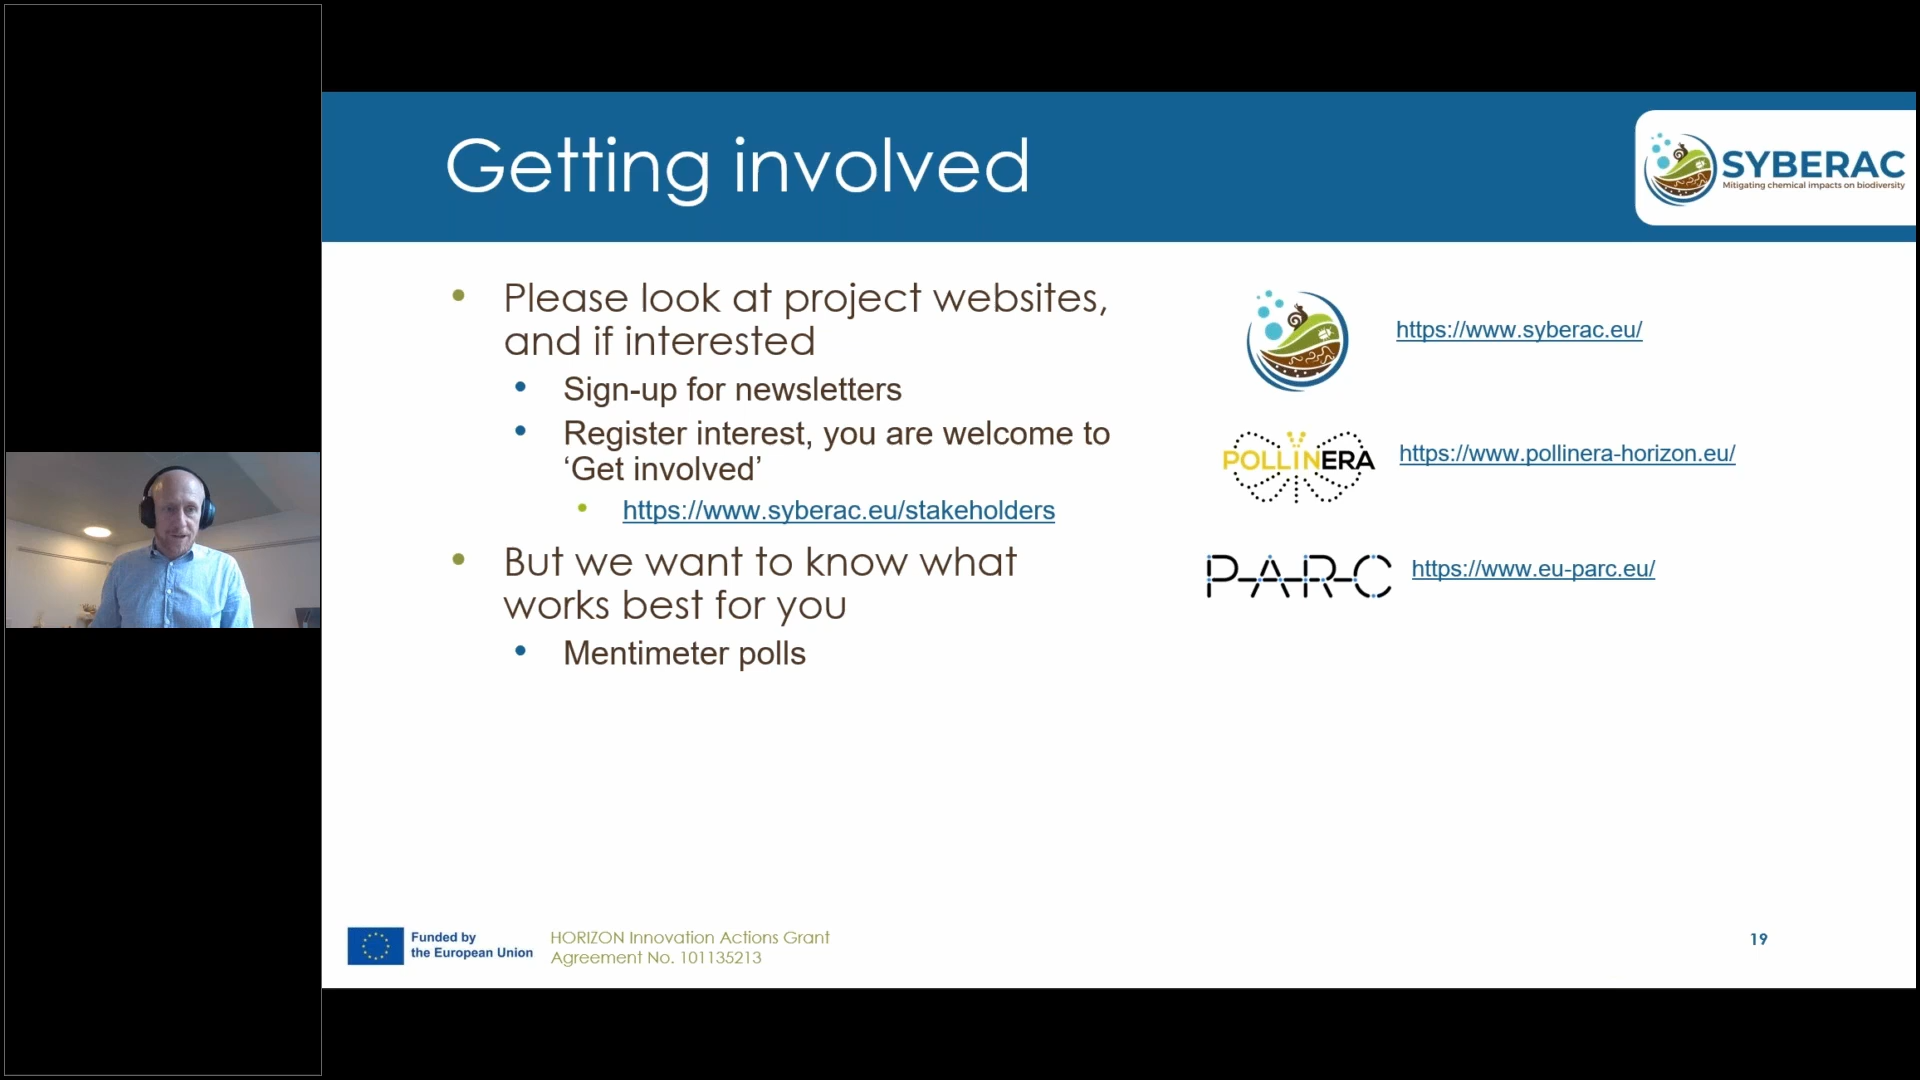 Getting involved
SYBERAC
Mitigating chemical impacts on biodiversity
Please look at project websites,
and if interested
Sign-up for newsletters
Register interest, you are welcome to
‘Get involved’
https://www.syberac.eu/stakeholders
But we want to know what
works best for you
Mentimeter polls
https://www.syberac.eu/
POLLINERA
https://www.pollinera-horizon.eu/
PARC
https://www.eu-parc.eu/
Funded by
the European Union
HORIZON Innovation Actions Grant
Agreement No. 101135213
19